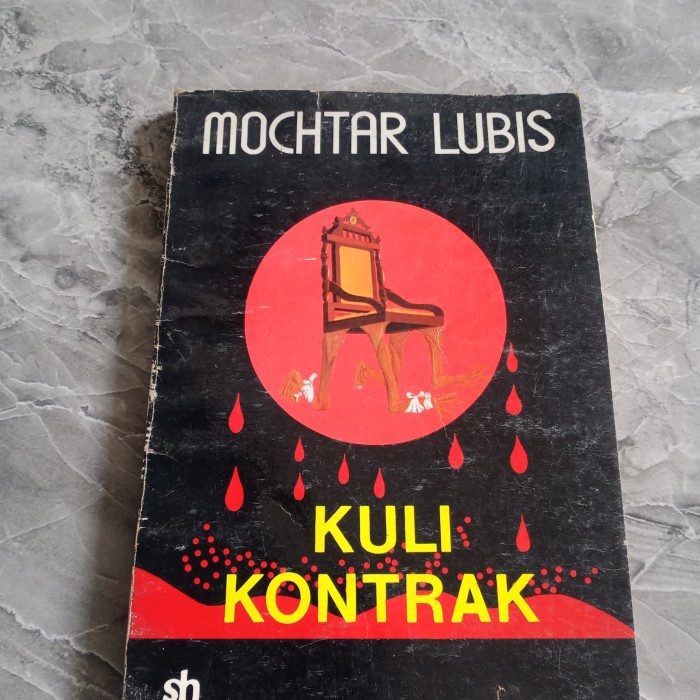 MOCHTAR LUBIS
KULI
KONTRAK
sh